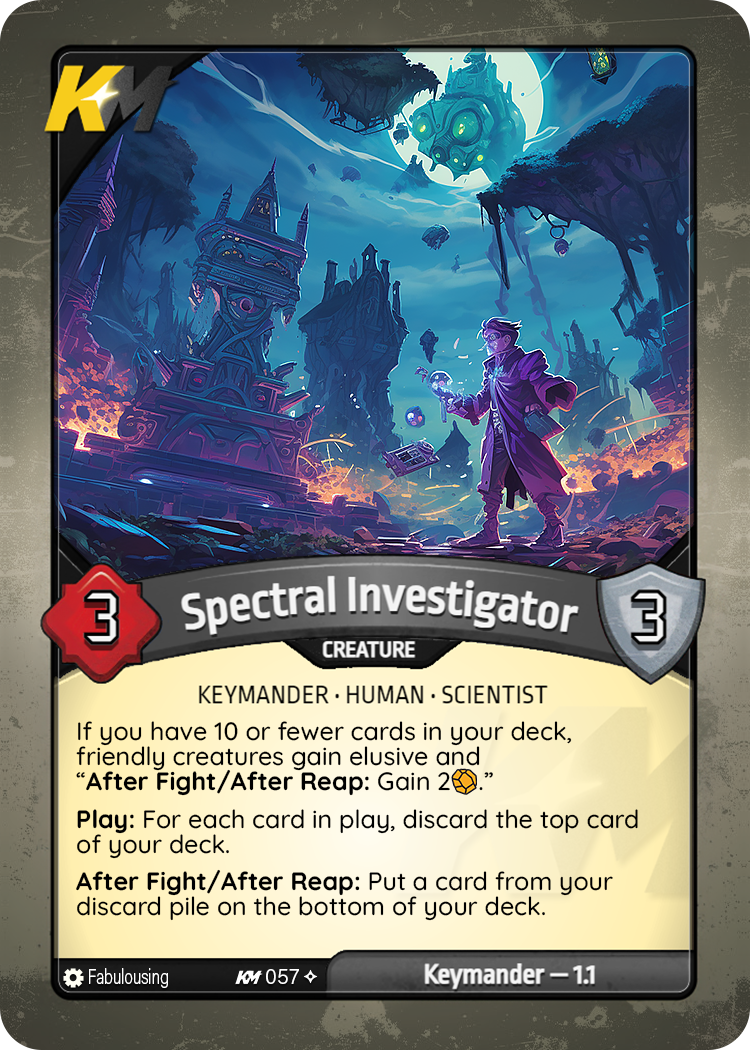 KM
3
Spectral Investigator
3
CREATURE
KEYMANDER • HUMAN • SCIENTIST
If you have 10 or fewer cards in your deck,
friendly creatures gain elusive and
“After Fight/After Reap: Gain 2.”
Play: For each card in play, discard the top card
of your deck.
After Fight/After Reap: Put a card from your
discard pile on the bottom of your deck.
Fabulousing
KM 057
Keymander — 1.1